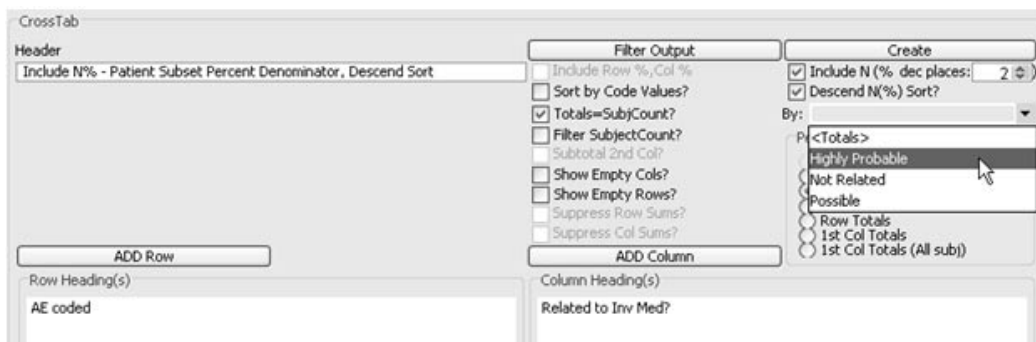 CrossTab
Header
Include N% - Patient Subset Percent Denominator, Descend Sort
Filter Output
Include Row %,Col %
Sort by Code Values?
Totals=SubjCount?
Filter SubjectCount?
Subtotal 2nd Col?
Show Empty Cols?
Show Empty Rows?
Suppress Row Sums?
Suppress Col Sums?
Create
Include N (% dec places: 2 )
Descend N(%) Sort?
By:
<Totals>
Highly Probable
Not Related
Possible
Row Totals
1st Col Totals
1st Col Totals (All subj)
ADD Row
ADD Column
Row Heading(s)
AE coded
Column Heading(s)
Related to Inv Med?